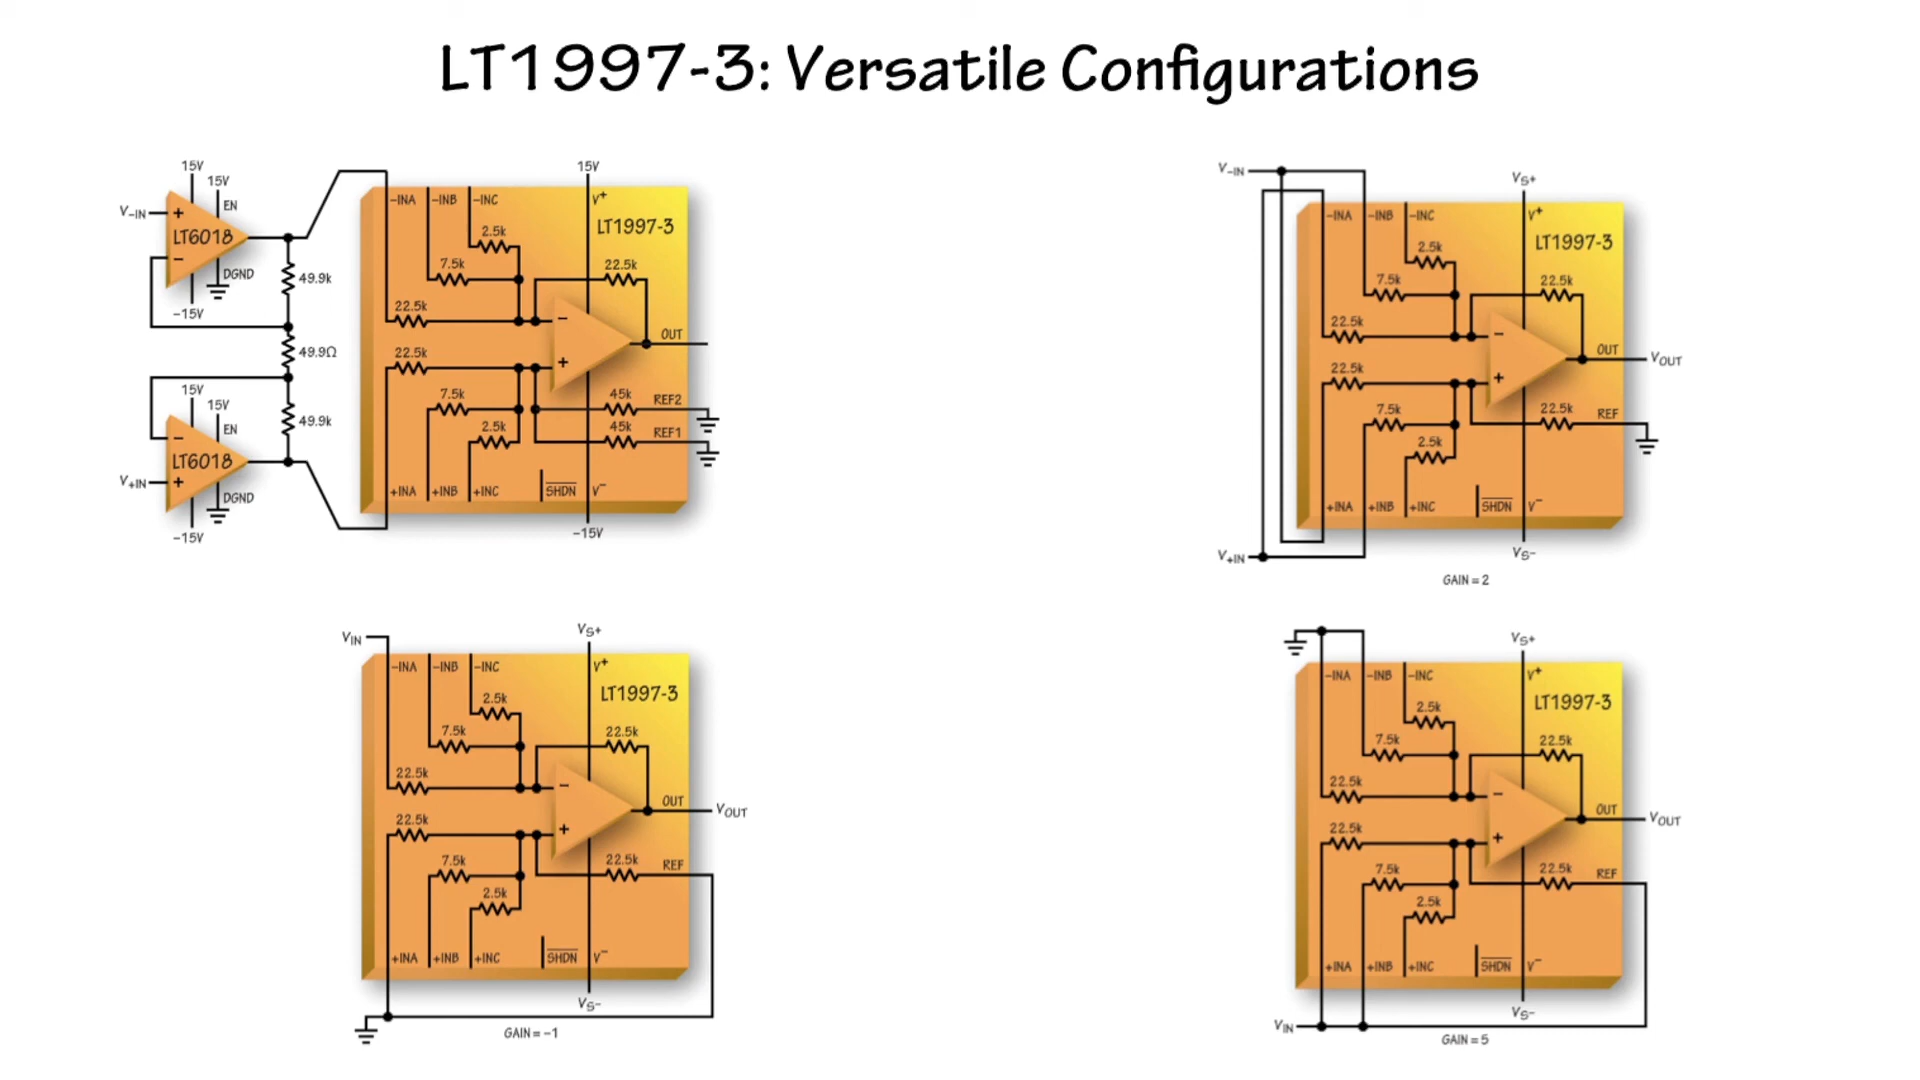 LT1997-3: Versatile Configurations
15V
15V
EN
V-IN
+
LT6018
−
DGND
−15V
49.9k
49.9Ω
15V
15V
EN
49.9k
−
LT6018
V+IN
+
DGND
−15V
15V
−INA
−INB
−INC
V+
LT1997-3
2.5k
7.5k
22.5k
22.5k
−
OUT
22.5k
+
7.5k
45k
REF2
2.5k
45k
REF1
+INA
+INB
+INC
SHDN
V−
−15V
V-IN
VS+
−INA
−INB
−INC
V+
LT1997-3
2.5k
7.5k
22.5k
22.5k
−
OUT
VOUT
22.5k
+
7.5k
22.5k
REF
2.5k
+INA
+INB
+INC
SHDN
V−
V+IN
VS−
GAIN = 2
VIN
VS+
−INA
−INB
−INC
V+
LT1997-3
2.5k
7.5k
22.5k
22.5k
−
OUT
VOUT
22.5k
+
7.5k
22.5k
REF
2.5k
+INA
+INB
+INC
SHDN
V−
VS−
GAIN = −1
VS+
−INA
−INB
−INC
V+
LT1997-3
2.5k
7.5k
22.5k
22.5k
−
OUT
VOUT
22.5k
+
7.5k
22.5k
REF
2.5k
+INA
+INB
+INC
SHDN
V−
VS−
VIN
GAIN = 5